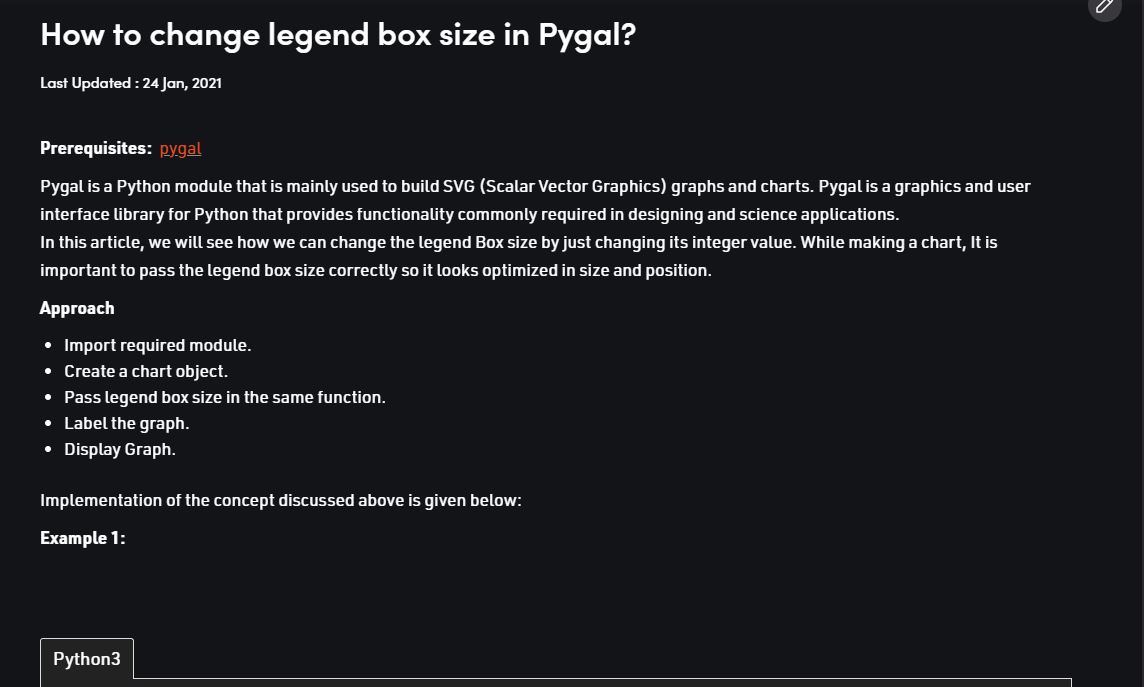 How to change legend box size in Pygal?
Last Updated : 24 Jan, 2021
Prerequisites: pygal
Pygal is a Python module that is mainly used to build SVG (Scalar Vector Graphics) graphs and charts. Pygal is a graphics and user
interface library for Python that provides functionality commonly required in designing and science applications.
In this article, we will see how we can change the legend Box size by just changing its integer value. While making a chart, It is
important to pass the legend box size correctly so it looks optimized in size and position.
Approach
• Import required module.
• Create a chart object.
• Pass legend box size in the same function.
• Label the graph.
• Display Graph.
Implementation of the concept discussed above is given below:
Example 1:
Python3